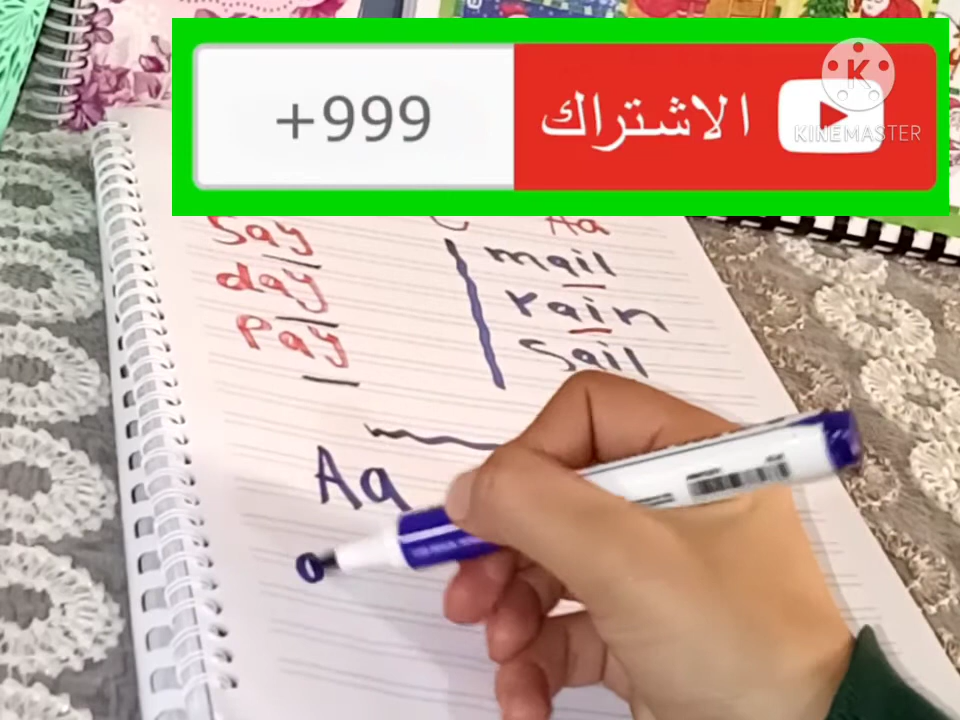 +999 الاشتراك
KINEMASTER
Say
day
Pay
Aa
mail
rain
Sail
Aa